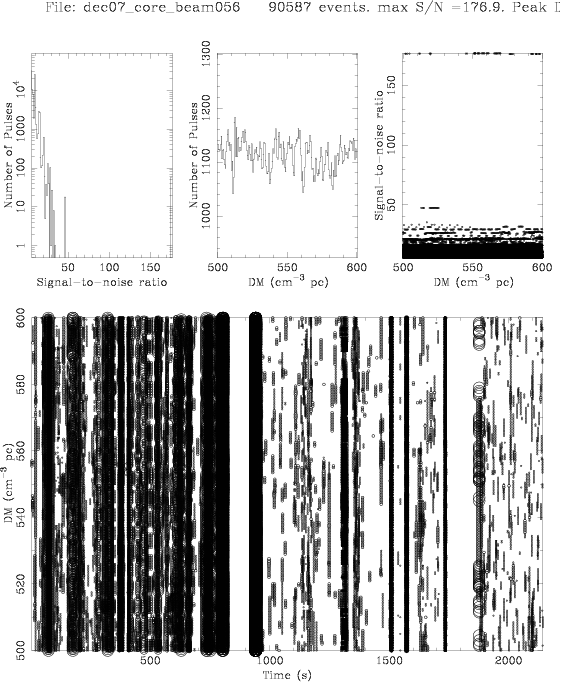 File: dec07_core_beam056 90587 events. max S/N =176.9. Peak D
Number of Pulses
10⁴
1000
100
10
1
50 100 150
Signal-to-noise ratio
Number of Pulses
1300
1200
1100
1000
500 550 600
DM (cm⁻³ pc)
Signal-to-noise ratio
150
100
50
500 550 600
DM (cm⁻³ pc)
DM (cm⁻³ pc)
600
580
560
540
520
500
500 1000 1500 2000
Time (s)